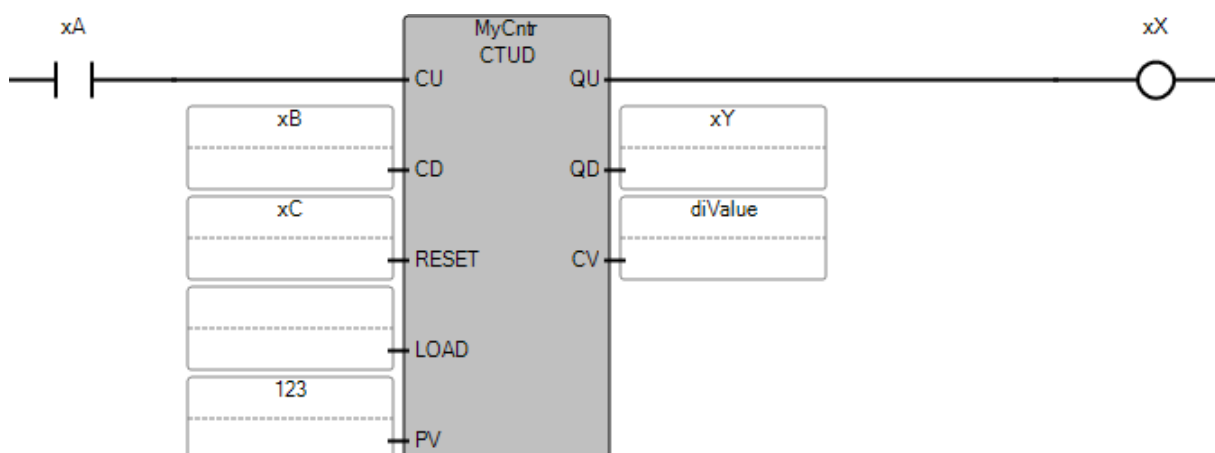 xA
MyCntr
xX
CTUD
CU
QU
xB
xY
CD
QD
xC
diValue
RESET
CV
LOAD
123
PV